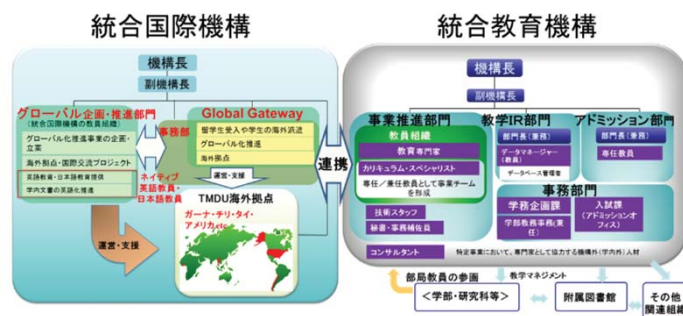 統合国際機構
機構長
副機構長
グローバル企画・推進部門
(統合国際機構の教員組織)
グローバル化推進事業の企画・
立案
海外拠点・国際交流プロジェクト
英語教育・日本語教育提供
学内文書の英語化推進
事務部
ネイティブ
英語教員・
日本語教員
Global Gateway
留学生受入や学生の海外派遣
グローバル化推進
海外拠点
運営・支援
運営・支援
TMDU海外拠点
ガーナ・チリ・タイ・
アメリカetc
連携
統合教育機構
機構長
副機構長
事業推進部門
教員組織
教育専門家
カリキュラム・スペシャリスト
専任/兼任教員として事業チーム
を形成
技術スタッフ
秘書・事務補佐員
コンサルタント
特定事業において、専門家として協力する機構外(学内外)人材
教学IR部門
部門長(兼務)
データマネージャー
(教員)
データベース管理者
アドミッション部門
部門長(兼務)
専任教員
事務部門
学務企画課
学部教務事務(兼
任)
入試課
(アドミッションオ
フィス)
部局教員の参画
教学マネジメント
<学部・研究科等>
附属図書館
その他
関連組織